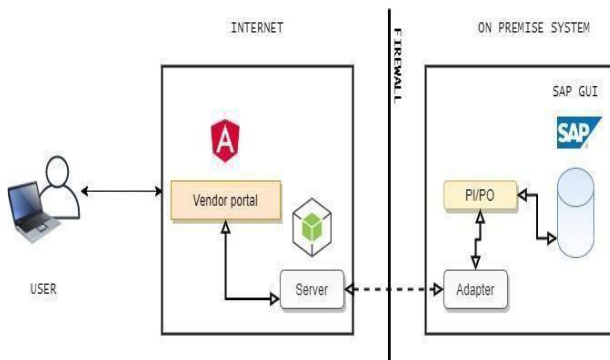 INTERNET
FIREWALL
ON PREMISE SYSTEM
SAP GUI
A
SAP
Vendor portal
PI/PO
USER
Server
Adapter